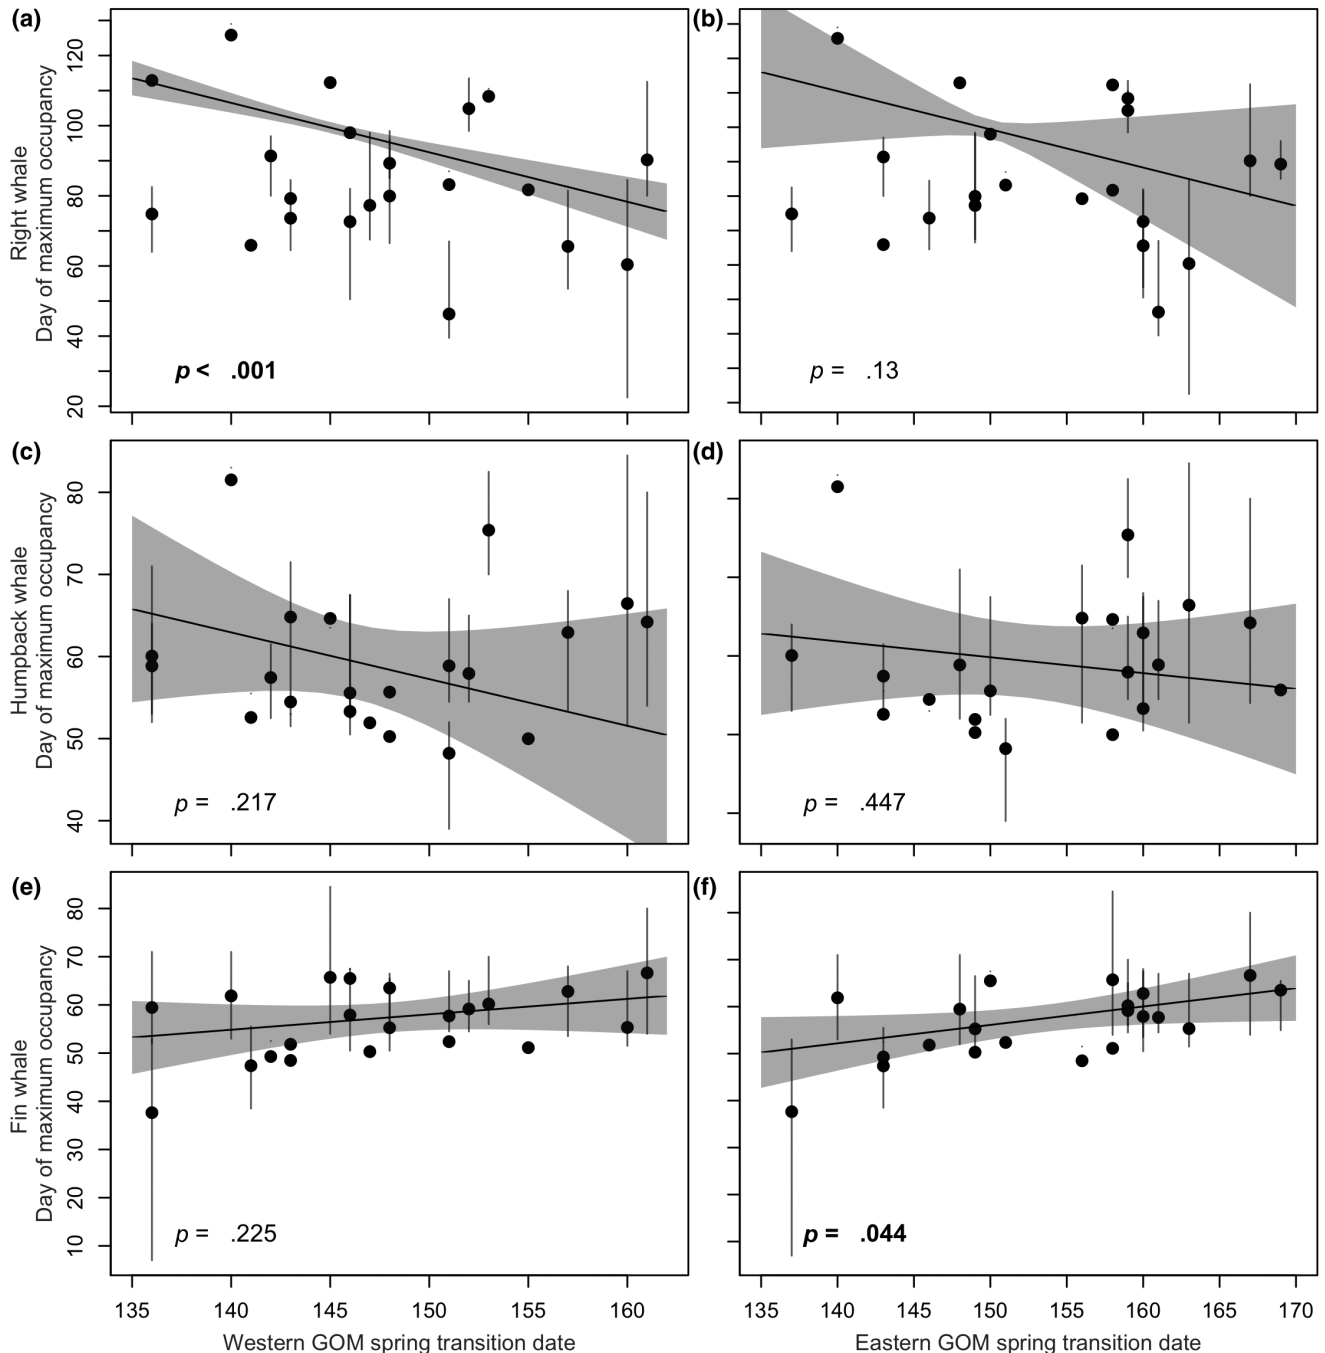 (a)
(b)
Right whale
Day of maximum occupancy
120
100
80
60
40
20
p < .001
p = .13
(c)
(d)
Humpback whale
Day of maximum occupancy
80
70
60
50
40
p = .217
p = .447
(e)
(f)
Fin whale
Day of maximum occupancy
80
70
60
50
40
30
20
10
p = .225
p = .044
135 140 145 150 155 160
135 140 145 150 155 160 165 170
Western GOM spring transition date
Eastern GOM spring transition date